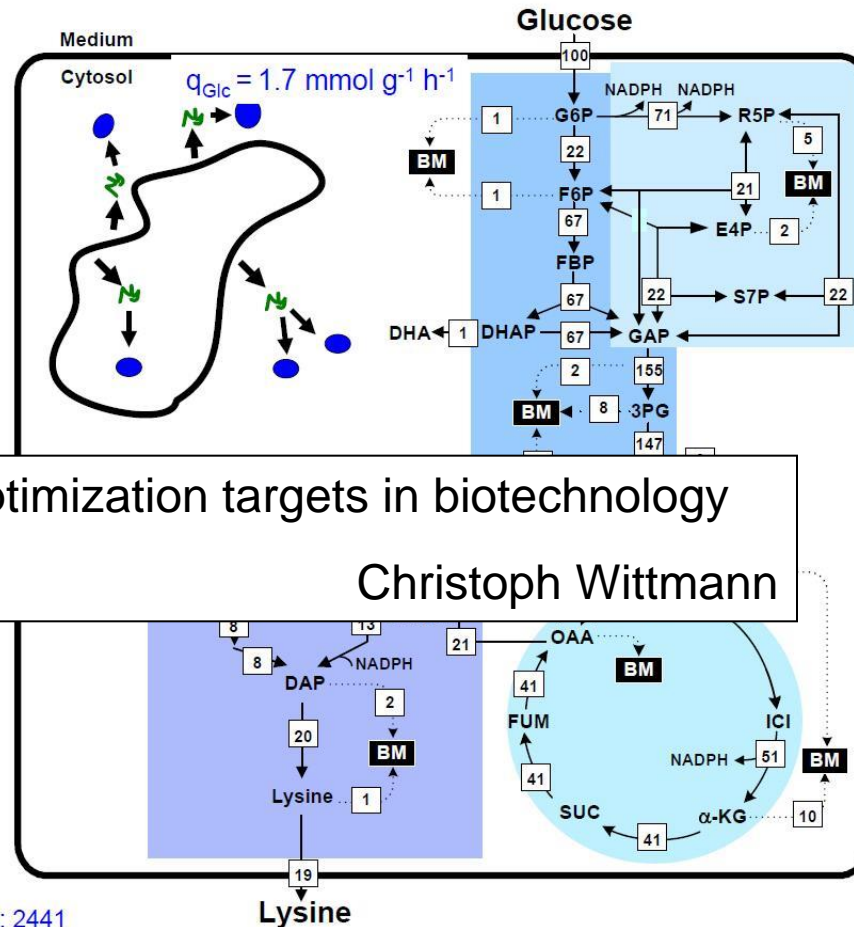 Glucose
Medium
Cytosol
q_Glc = 1.7 mmol g⁻¹ h⁻¹
100
NADPH NADPH
1 G6P 71 R5P
BM 22 5
1 F6P 21 BM
67 E4P 2
FBP
67 22 S7P 22
DHA 1 DHAP 67 GAP
2 155
BM 8 3PG
147
timization targets in biotechnology
Christoph Wittmann
8 13 21 OAA
8 NADPH BM
DAP 41
2 FUM ICI
20 BM NADPH 51 BM
41
Lysine 1 SUC α-KG 10
41
19
: 2441
Lysine